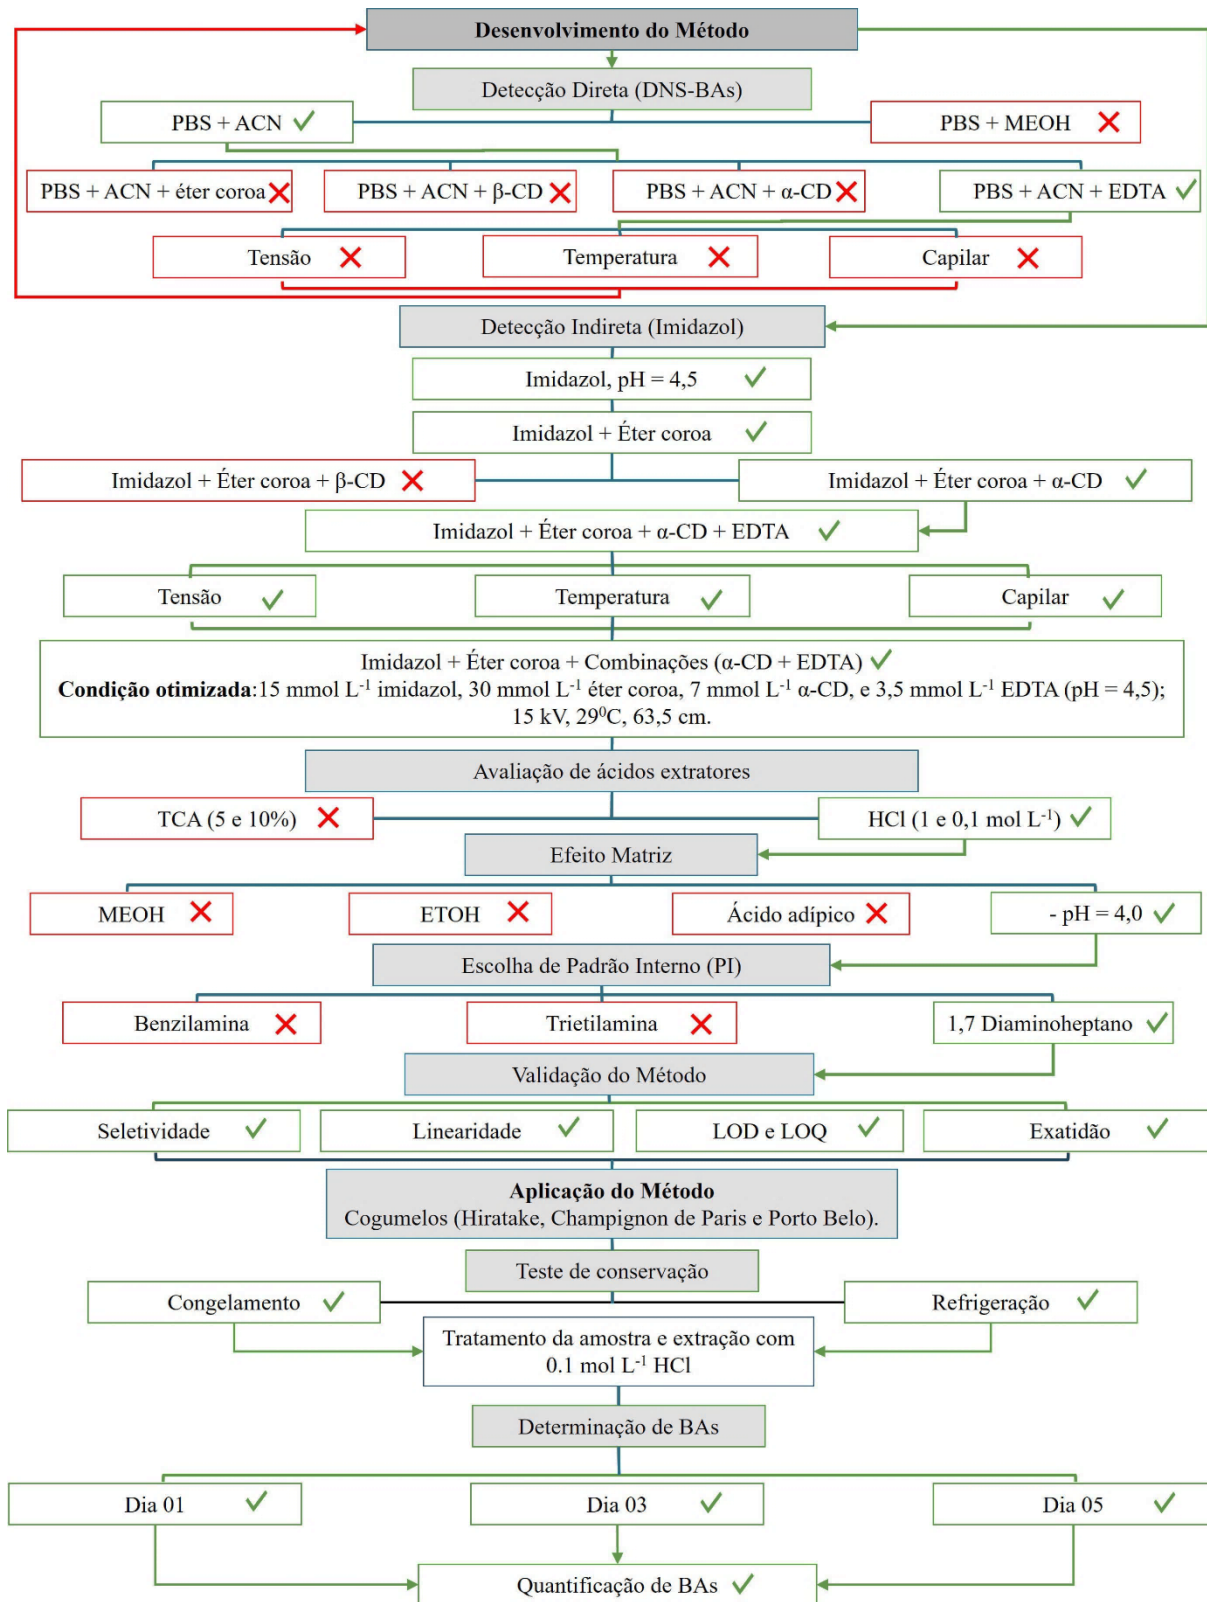 Desenvolvimento do Método
Detecção Direta (DNS-BAs)
PBS + ACN
PBS + MEOH
PBS + ACN + éter coroa
PBS + ACN + β-CD
PBS + ACN + α-CD
PBS + ACN + EDTA
Tensão
Temperatura
Capilar
Detecção Indireta (Imidazol)
Imidazol, pH = 4,5
Imidazol + Éter coroa
Imidazol + Éter coroa + β-CD
Imidazol + Éter coroa + α-CD
Imidazol + Éter coroa + α-CD + EDTA
Tensão
Temperatura
Capilar
Imidazol + Éter coroa + Combinações (α-CD + EDTA)
Condição otimizada:15 mmol L⁻¹ imidazol, 30 mmol L⁻¹ éter coroa, 7 mmol L⁻¹ α-CD, e 3,5 mmol L⁻¹ EDTA (pH = 4,5);
15 kV, 29⁰C, 63,5 cm.
Avaliação de ácidos extratores
TCA (5 e 10%)
HCl (1 e 0,1 mol L⁻¹)
Efeito Matriz
MEOH
ETOH
Ácido adípico
- pH = 4,0
Escolha de Padrão Interno (PI)
Benzilamina
Trietilamina
1,7 Diaminoheptano
Validação do Método
Seletividade
Linearidade
LOD e LOQ
Exatidão
Aplicação do Método
Cogumelos (Hiratake, Champignon de Paris e Porto Belo).
Teste de conservação
Congelamento
Refrigeração
Tratamento da amostra e extração com
0.1 mol L⁻¹ HCl
Determinação de BAs
Dia 01
Dia 03
Dia 05
Quantificação de BAs